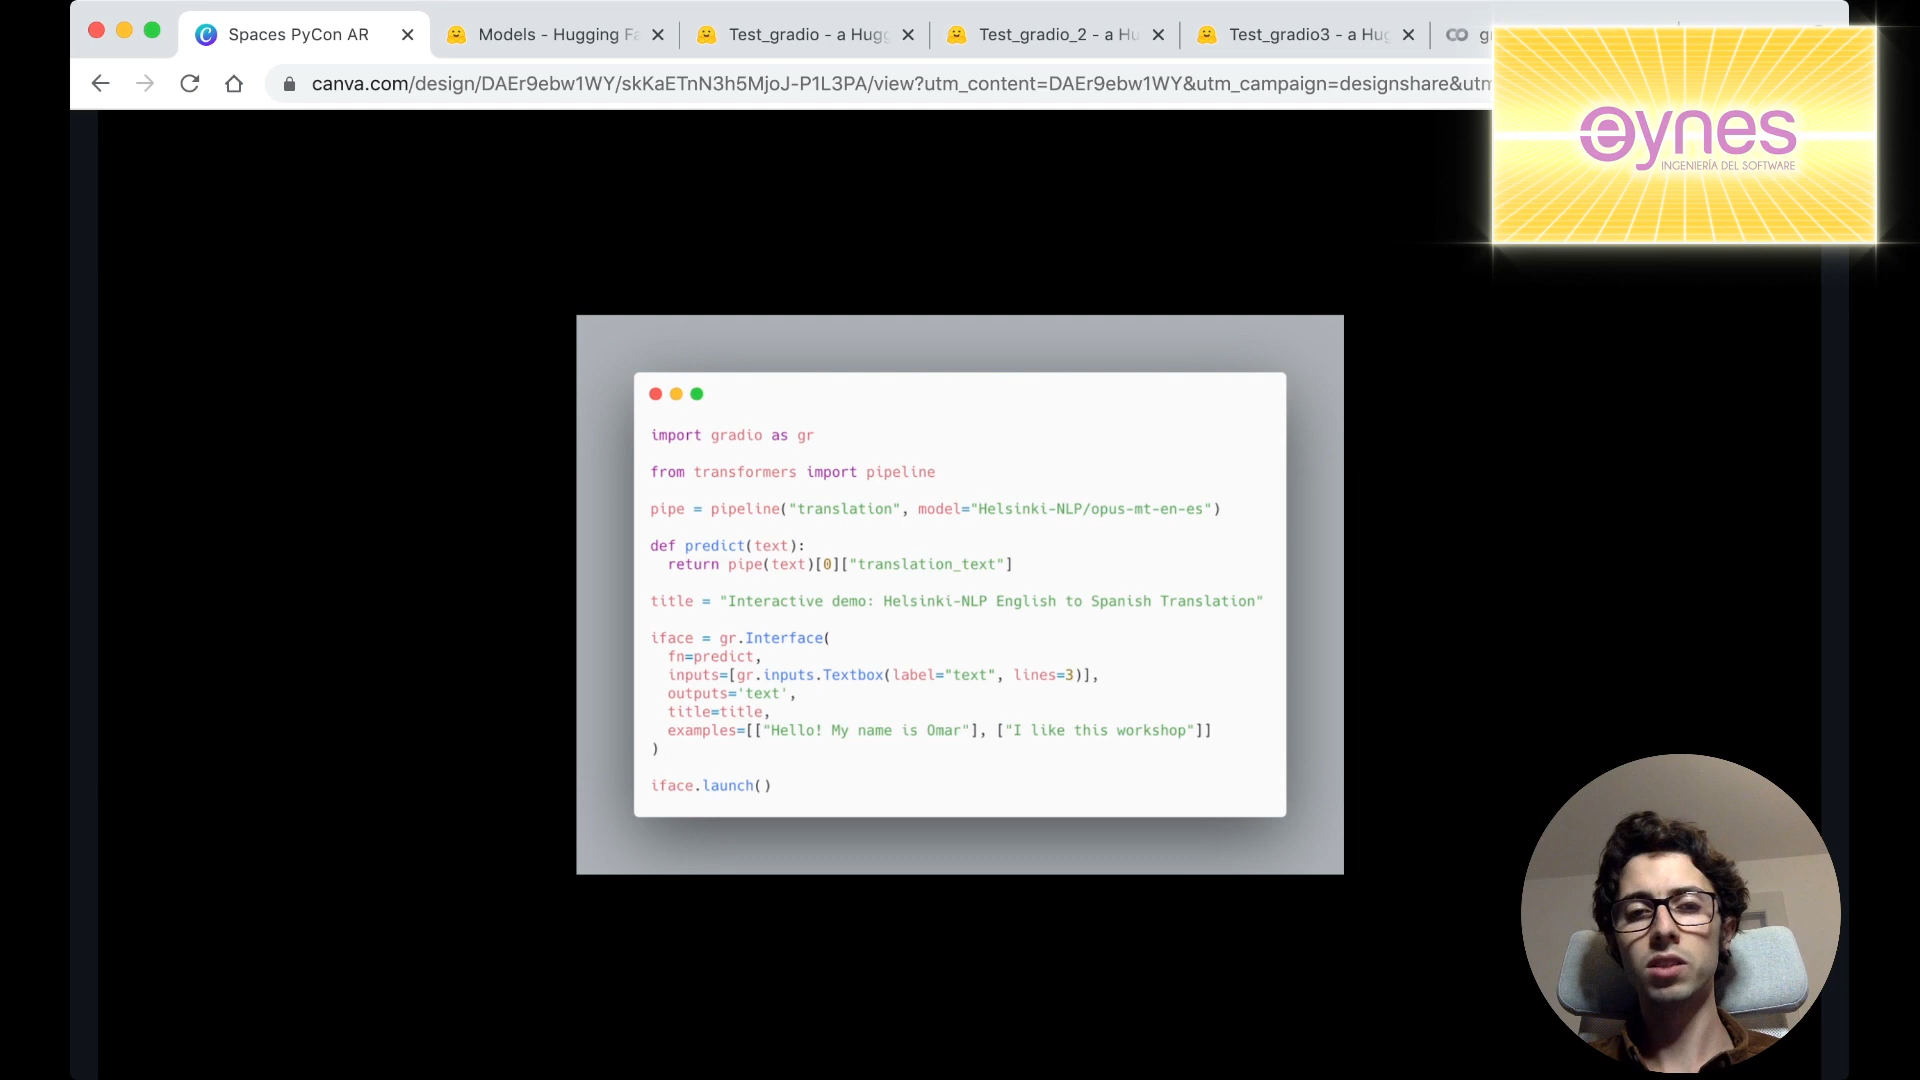 Spaces PyCon AR
Models - Hugging Fa
Test_gradio - a Hugg
Test_gradio_2 - a Hu
Test_gradio3 - a Hug
canva.com/design/DAEr9ebw1WY/skKaETnN3h5MjoJ-P1L3PA/view?utm_content=DAEr9ebw1WY&utm_campaign=designshare&utm
eynes
INGENIERÍA DEL SOFTWARE
import gradio as gr
from transformers import pipeline
pipe = pipeline("translation", model="Helsinki-NLP/opus-mt-en-es")
def predict(text):
  return pipe(text)[0]["translation_text"]
title = "Interactive demo: Helsinki-NLP English to Spanish Translation"
iface = gr.Interface(
  fn=predict,
  inputs=[gr.inputs.Textbox(label="text", lines=3)],
  outputs='text',
  title=title,
  examples=[["Hello! My name is Omar"], ["I like this workshop"]]
)
iface.launch()